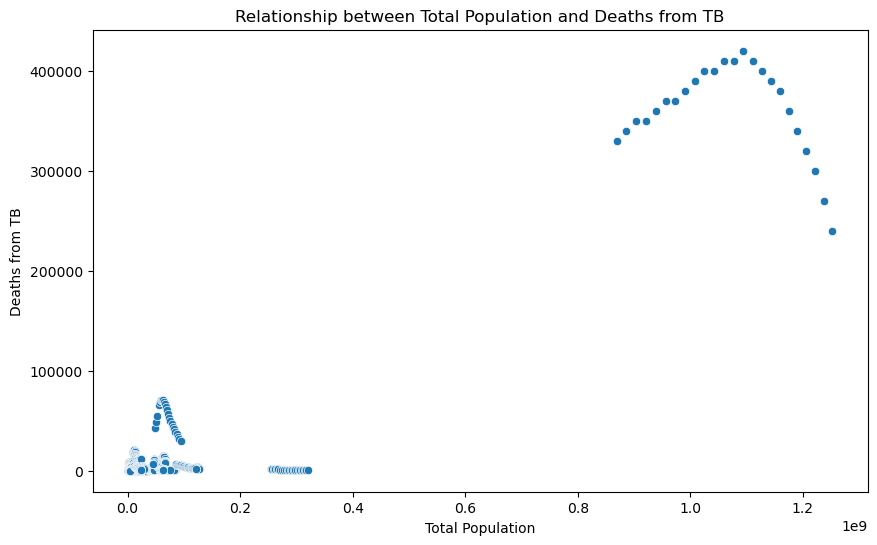 Relationship between Total Population and Deaths from TB
400000
300000
200000
100000
0
Deaths from TB
0.0 0.2 0.4 0.6 0.8 1.0 1.2
1e9
Total Population